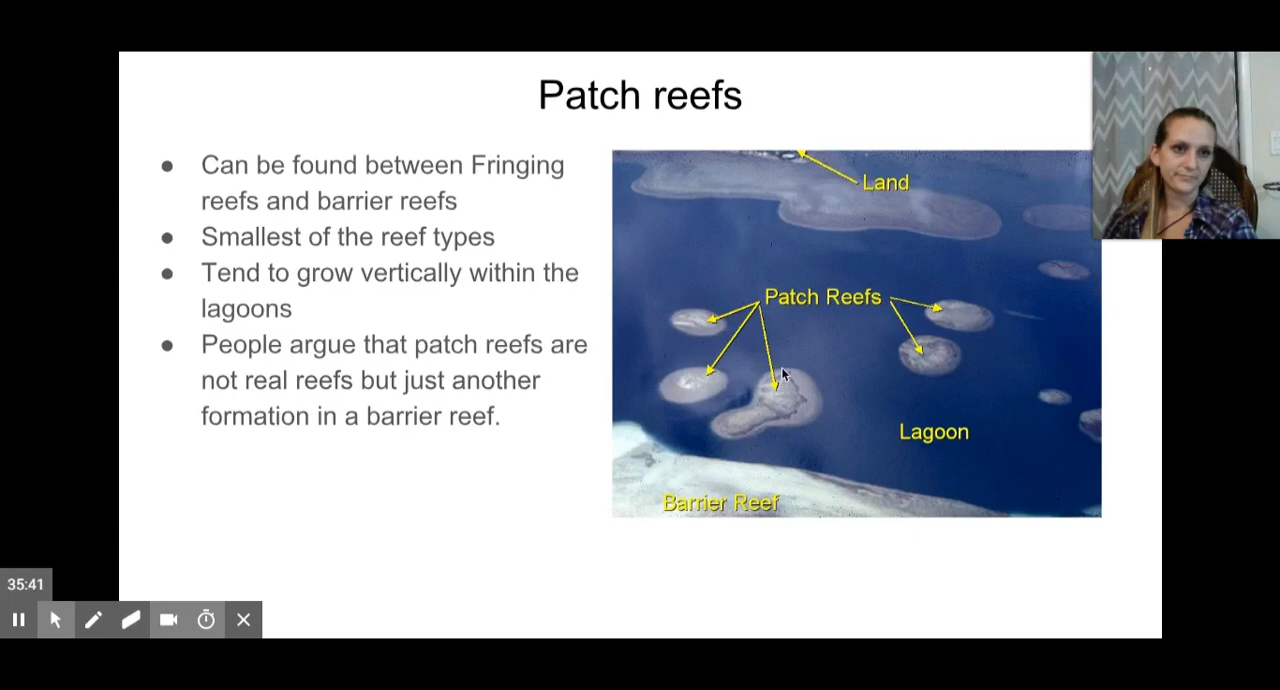 Patch reefs
● Can be found between Fringing
reefs and barrier reefs
● Smallest of the reef types
● Tend to grow vertically within the
lagoons
● People argue that patch reefs are
not real reefs but just another
formation in a barrier reef.
Land
Patch Reefs
Lagoon
Barrier Reef
35:41